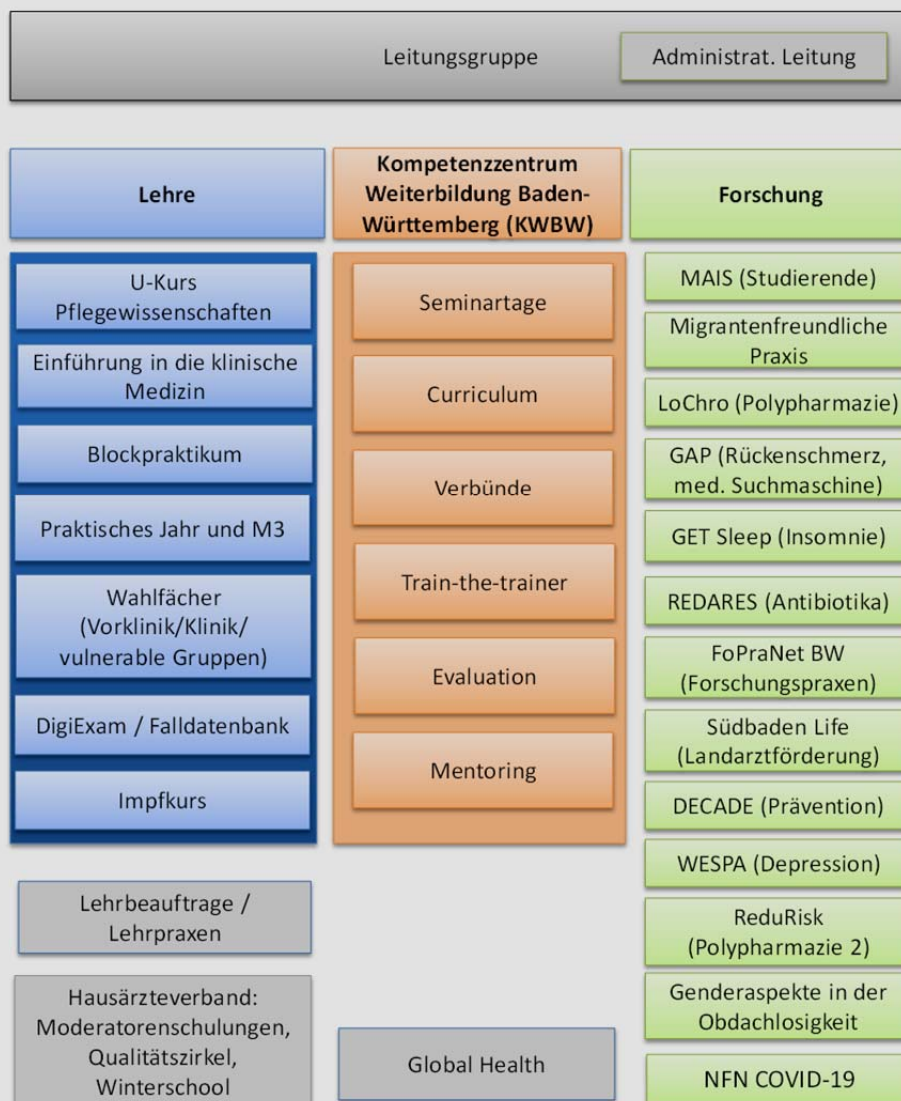 Leitungsgruppe
Administrat. Leitung
Lehre
U-Kurs
Pflegewissenschaften
Einführung in die klinische
Medizin
Blockpraktikum
Praktisches Jahr und M3
Wahlfächer
(Vorklinik/Klinik/
vulnerable Gruppen)
DigiExam / Falldatenbank
Impfkurs
Lehrbeauftrage /
Lehrpraxen
Hausärzteverband:
Moderatorenschulungen,
Qualitätszirkel,
Winterschool
Kompetenzzentrum
Weiterbildung Baden-
Württemberg (KWBW)
Seminartage
Curriculum
Verbünde
Train-the-trainer
Evaluation
Mentoring
Global Health
Forschung
MAIS (Studierende)
Migrantenfreundliche
Praxis
LoChro (Polypharmazie)
GAP (Rückenschmerz,
med. Suchmaschine)
GET Sleep (Insomnie)
REDARES (Antibiotika)
FoPraNet BW
(Forschungspraxen)
Südbaden Life
(Landarztförderung)
DECADE (Prävention)
WESPA (Depression)
ReduRisk
(Polypharmazie 2)
Genderaspekte in der
Obdachlosigkeit
NFN COVID-19